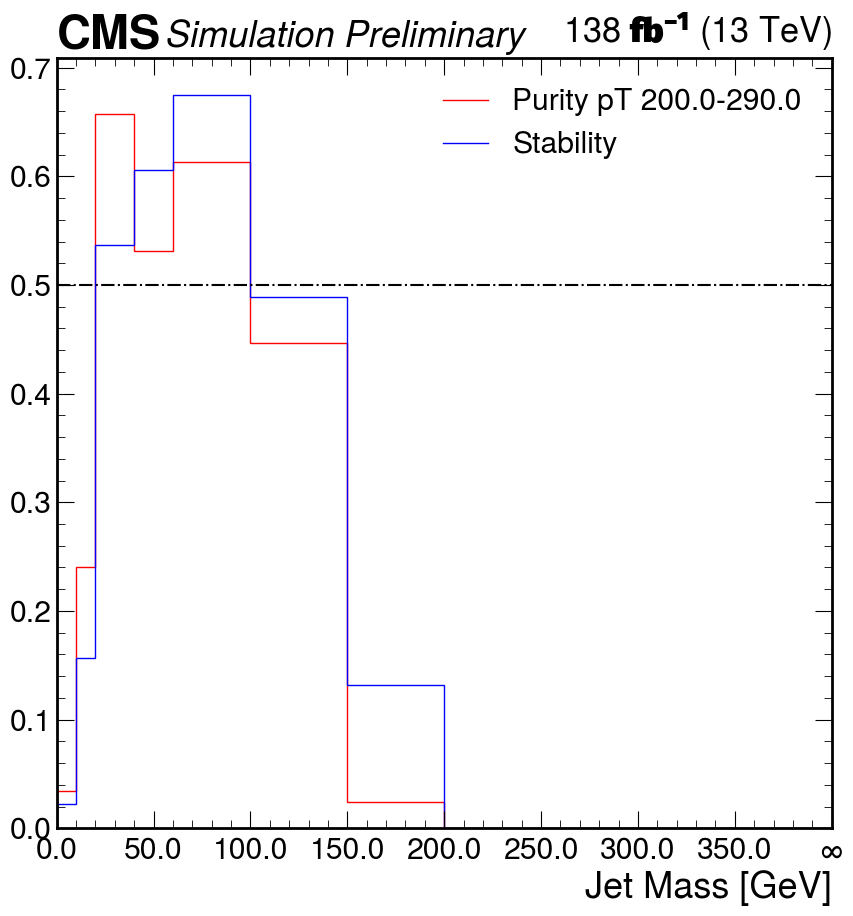 CMS Simulation Preliminary 138 fb⁻¹ (13 TeV)
0.7
Purity pT 200.0-290.0
Stability
0.6
0.5
0.4
0.3
0.2
0.1
0.0
0.0 50.0 100.0 150.0 200.0 250.0 300.0 350.0 ∞
Jet Mass [GeV]